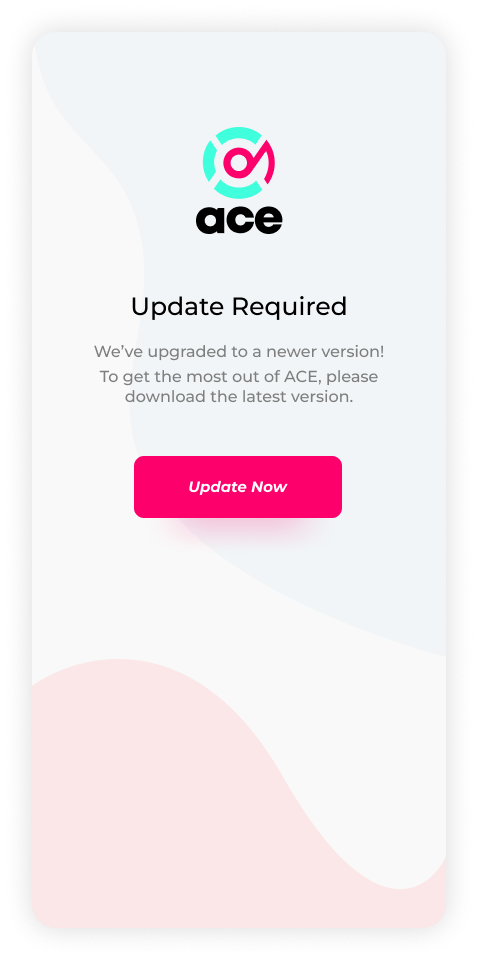 ace
Update Required
We’ve upgraded to a newer version!
To get the most out of ACE, please
download the latest version.
Update Now